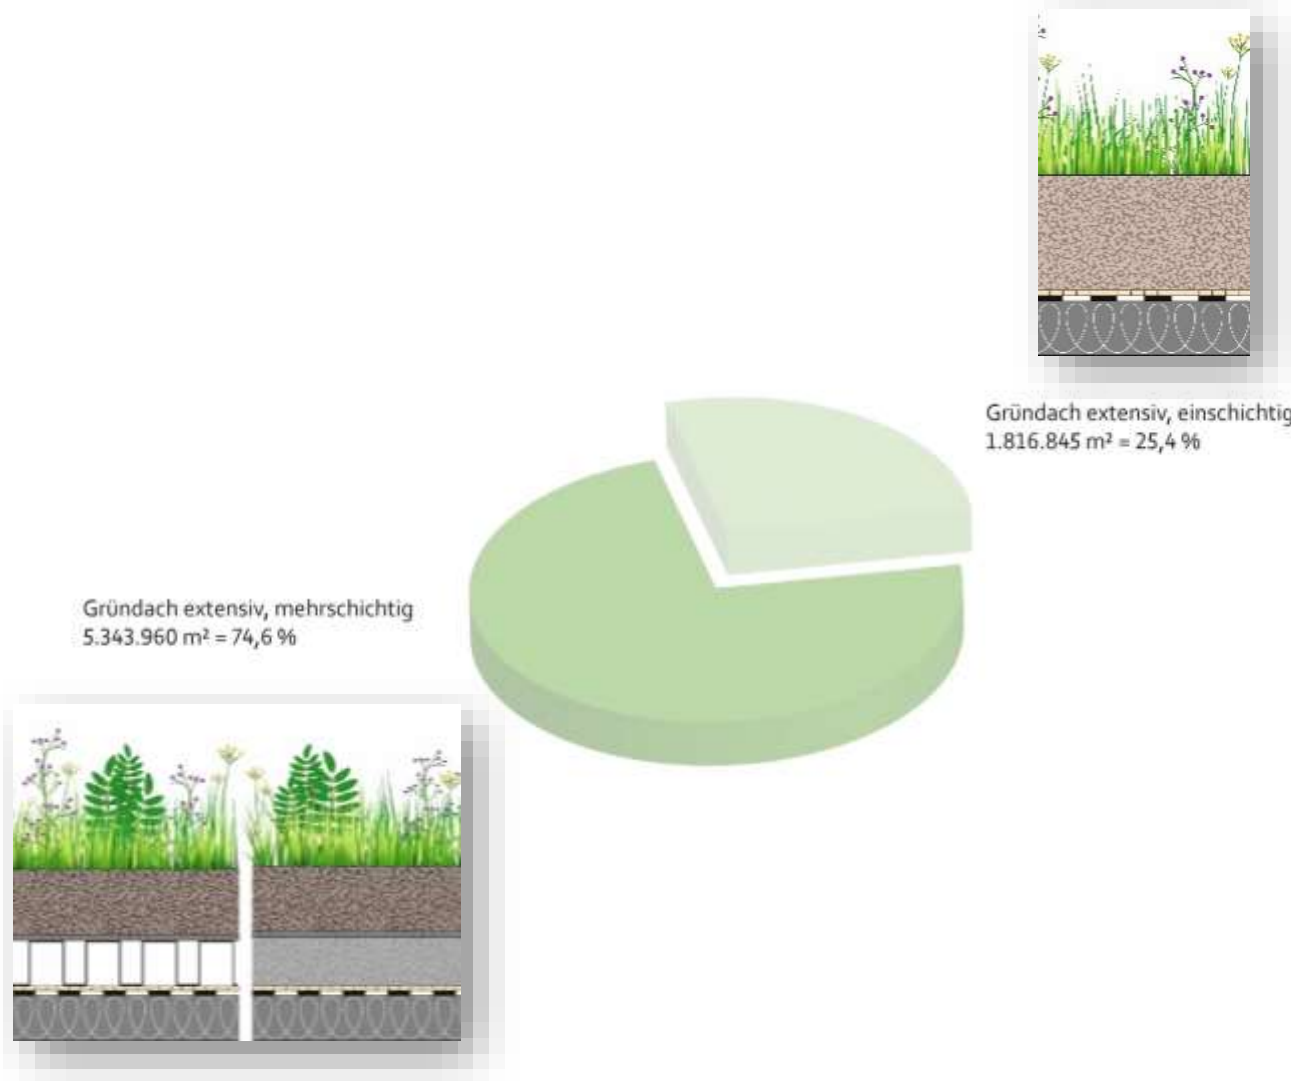 Gründach extensiv, einschichtig
1.816.845 m² = 25,4 %
Gründach extensiv, mehrschichtig
5.343.960 m² = 74,6 %